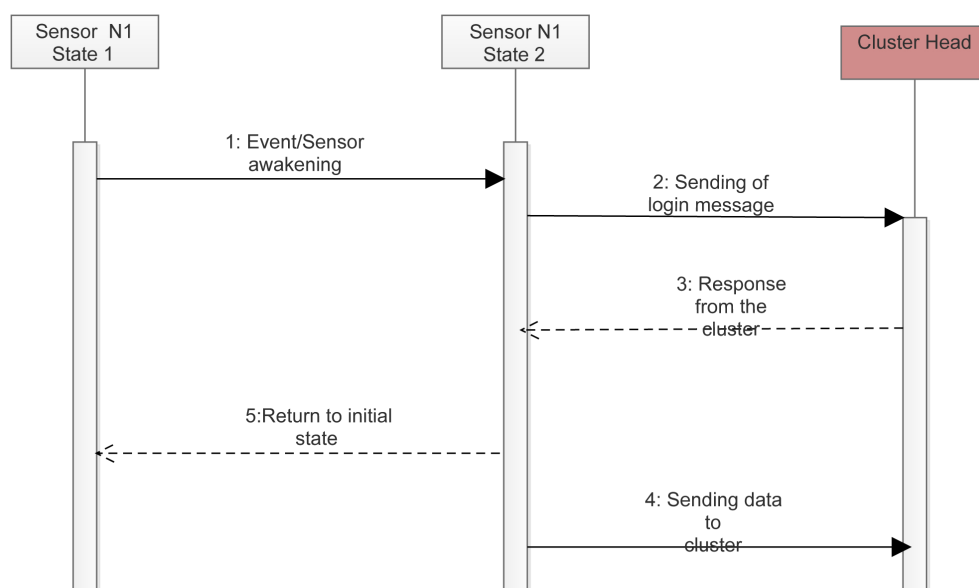 Sensor N1
State 1
Sensor N1
State 2
Cluster Head
1: Event/Sensor
awakening
2: Sending of
login message
3: Response
from the
cluster
5:Return to initial
state
4: Sending data
to
cluster